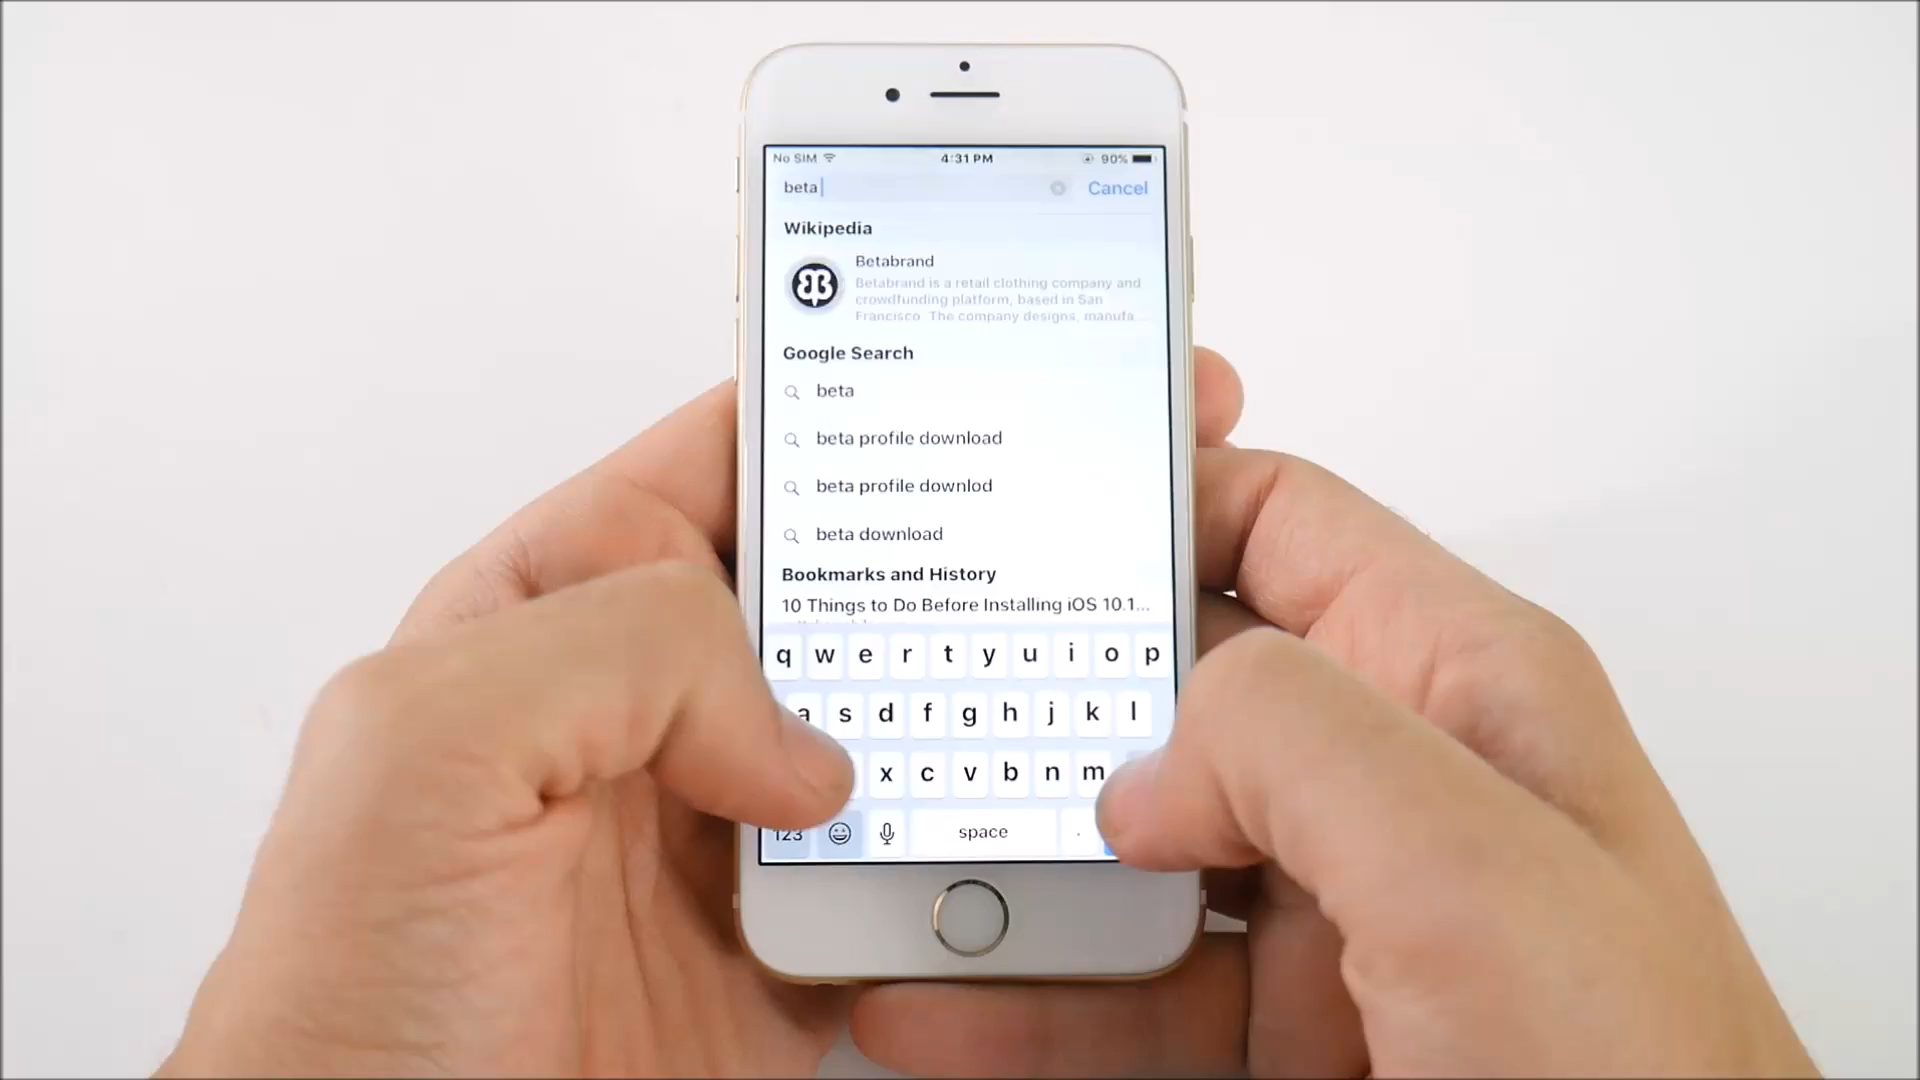 No SIM 4:31 PM 90%
beta Cancel
Wikipedia
Betabrand
Betabrand is a retail clothing company and
crowdfunding platform, based in San
Francisco. The company designs, manufa...
Google Search
beta
beta profile download
beta profile downlod
beta download
Bookmarks and History
10 Things to Do Before Installing iOS 10.1...
q w e r t y u i o p
a s d f g h j k l
x c v b n m
123 space .